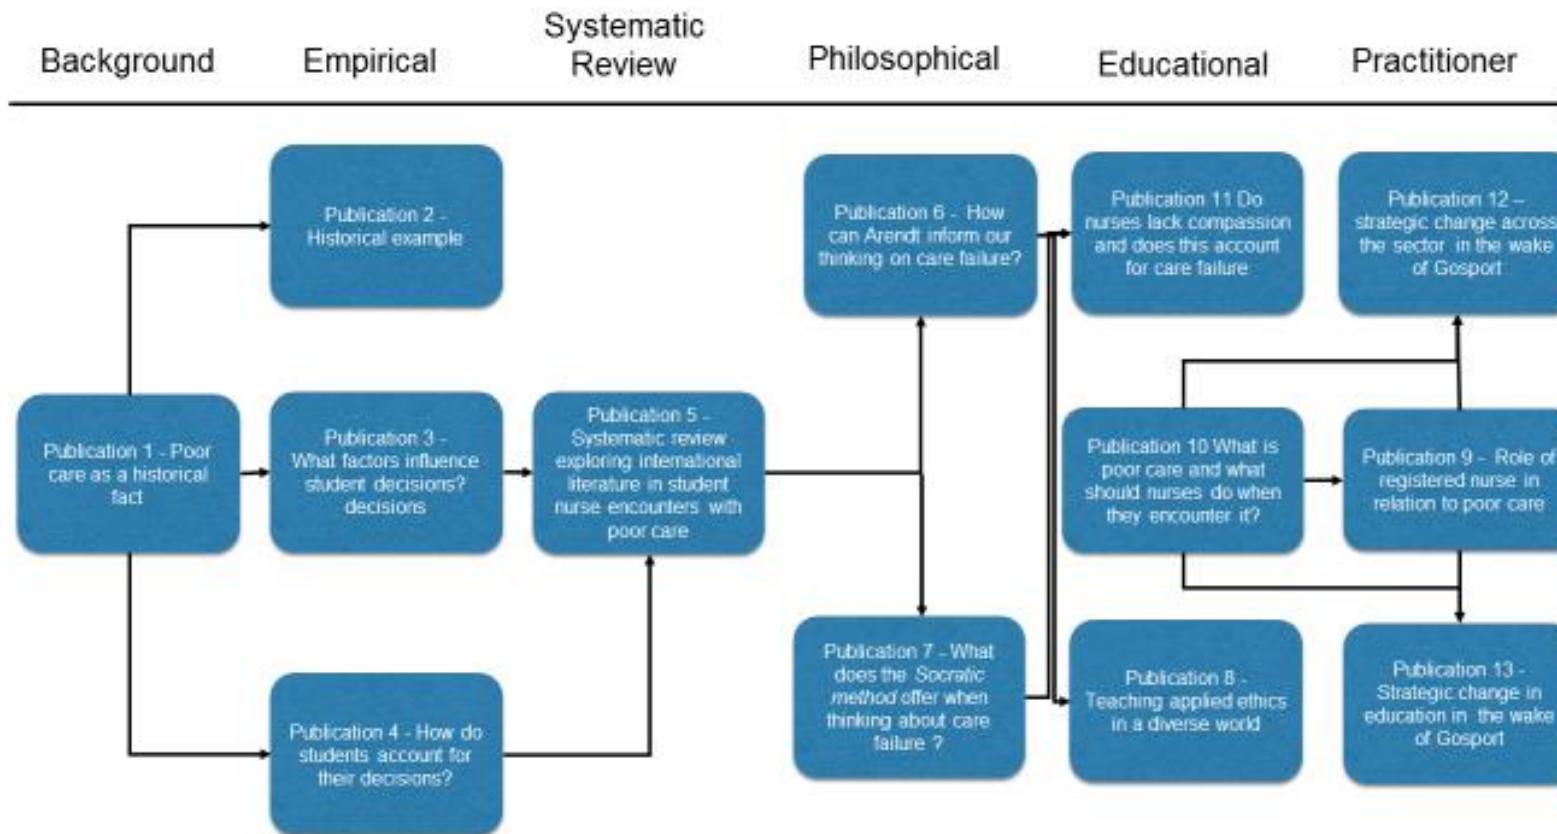 Background
Empirical
Systematic
Review
Philosophical
Educational
Practitioner
Publication 1 - Poor
care as a historical
fact
Publication 2 -
Historical example
Publication 3 -
What factors influence
student decisions?
decisions
Publication 4 - How do
students account for
their decisions?
Publication 5 -
Systematic review
exploring international
literature in student
nurse encounters with
poor care
Publication 6 - How
can Arendt inform our
thinking on care failure?
Publication 7 - What
does the Socratic
method offer when
thinking about care
failure ?
Publication 11 Do
nurses lack compassion
and does this account
for care failure
Publication 10 What is
poor care and what
should nurses do when
they encounter it?
Publication 8 -
Teaching applied ethics
in a diverse world
Publication 12 –
strategic change across
the sector in the wake
of Gosport
Publication 9 - Role of
registered nurse in
relation to poor care
Publication 13 -
Strategic change in
education in the wake
of Gosport